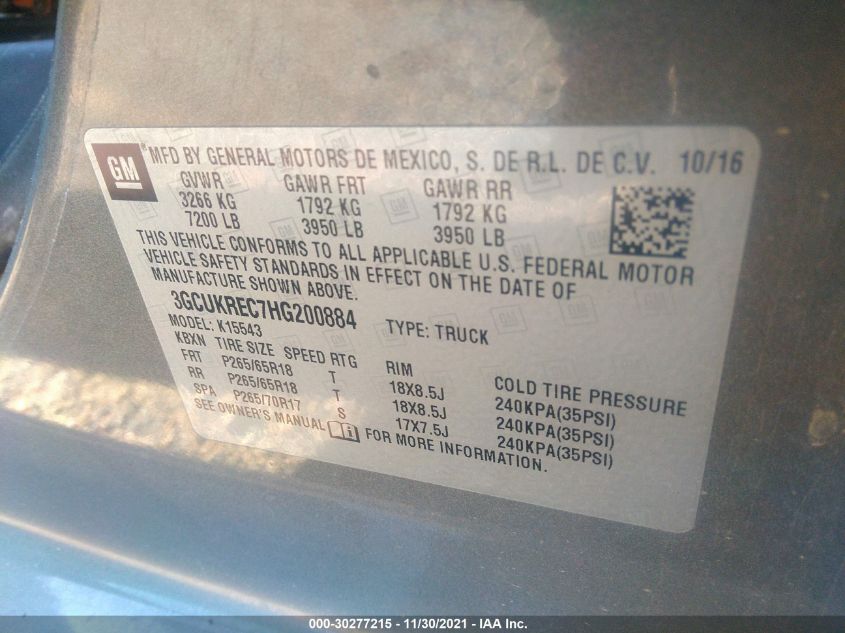 GM® MFD BY GENERAL MOTORS DE MEXICO, S. DE R.L. DE C.V. 10/16
GVWR GAWR FRT GAWR RR
3266 KG 1792 KG 1792 KG
7200 LB 3950 LB 3950 LB
THIS VEHICLE CONFORMS TO ALL APPLICABLE U.S. FEDERAL MOTOR
VEHICLE SAFETY STANDARDS IN EFFECT ON THE DATE OF
MANUFACTURE SHOWN ABOVE.
3GCUKREC7HG200884 TYPE: TRUCK
MODEL: K15543
KBXN TIRE SIZE SPEED RTG RIM COLD TIRE PRESSURE
FRT P265/65R18 T 18X8.5J 240KPA(35PSI)
RR P265/65R18 T 18X8.5J 240KPA(35PSI)
SPA P265/70R17 S 17X7.5J 240KPA(35PSI)
SEE OWNER'S MANUAL FOR MORE INFORMATION.
000-30277215 - 11/30/2021 - IAA Inc.